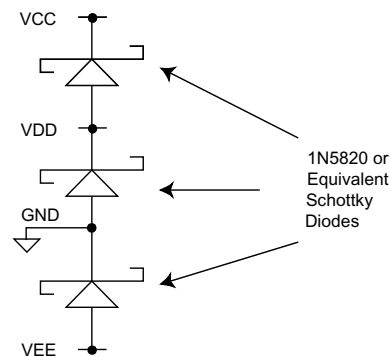 VCC
VDD
GND
VEE
1N5820 or
Equivalent
Schottky
Diodes